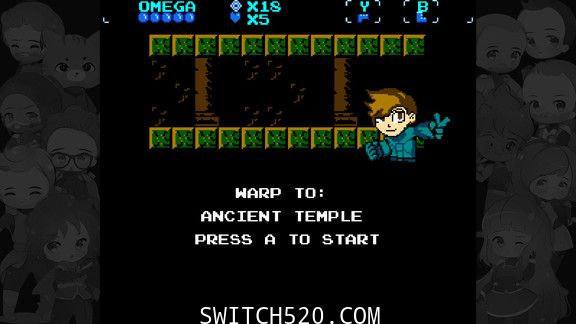 OMEGA X18 Y B
X5
WARP TO:
ANCIENT TEMPLE
PRESS A TO START
SWITCH520.COM